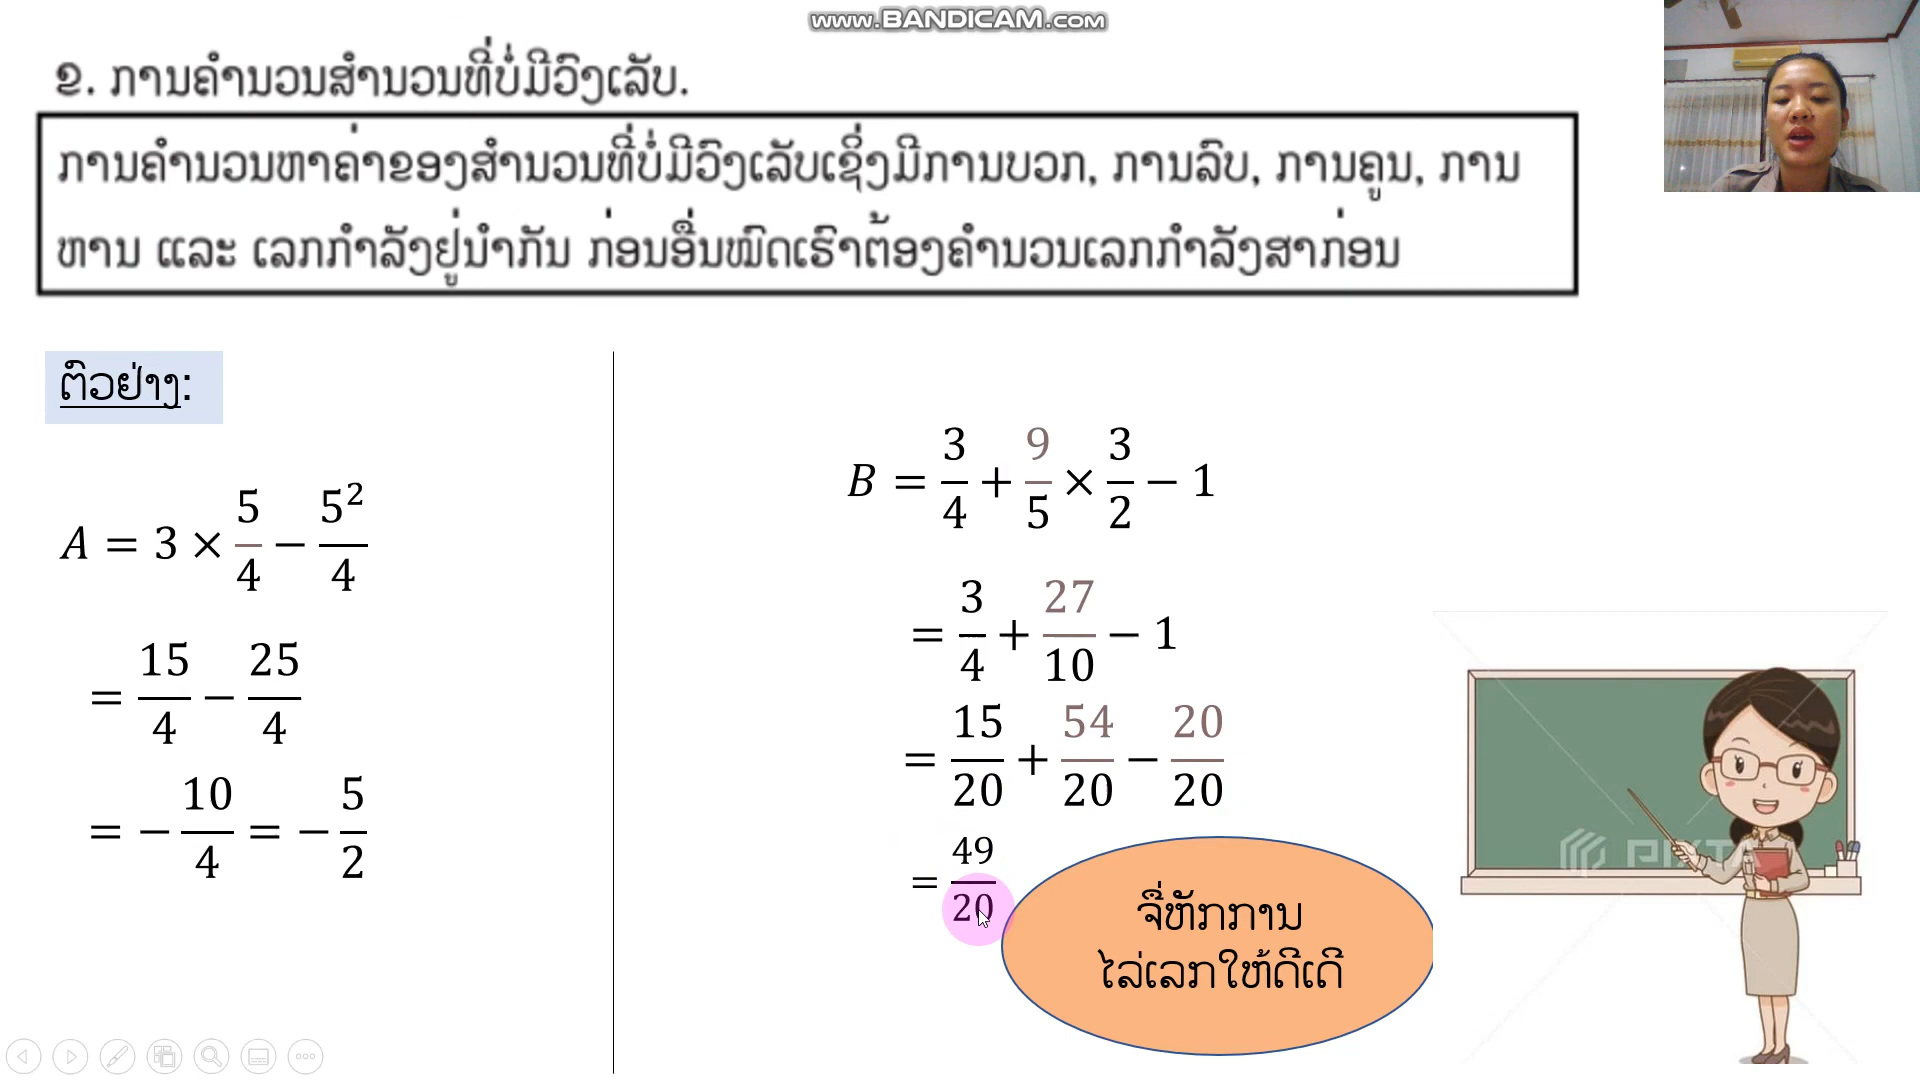 www.BANDICAM.com
ຂ. ການຄຳນວນສຳນວນທີ່ບໍ່ມີວົງເລັບ.
ການຄຳນວນຫາຄ່າຂອງສຳນວນທີ່ບໍ່ມີວົງເລັບເຊິ່ງມີການບວກ, ການລົບ, ການຄູນ, ການ
ຫານ ແລະ ເລກກຳລັງຢູ່ນຳກັນ ກ່ອນອື່ນໝົດເຮົາຕ້ອງຄຳນວນເລກກຳລັງສາກ່ອນ
ຕົວຢ່າງ:
A = 3 × 5/4 − 5²/4
= 15/4 − 25/4
= − 10/4 = − 5/2
B = 3/4 + 9/5 × 3/2 − 1
= 3/4 + 27/10 − 1
= 15/20 + 54/20 − 20/20
= 49/20
ຈື່ຫັກການ
ໄລ່ເລກໃຫ້ດີເດີ